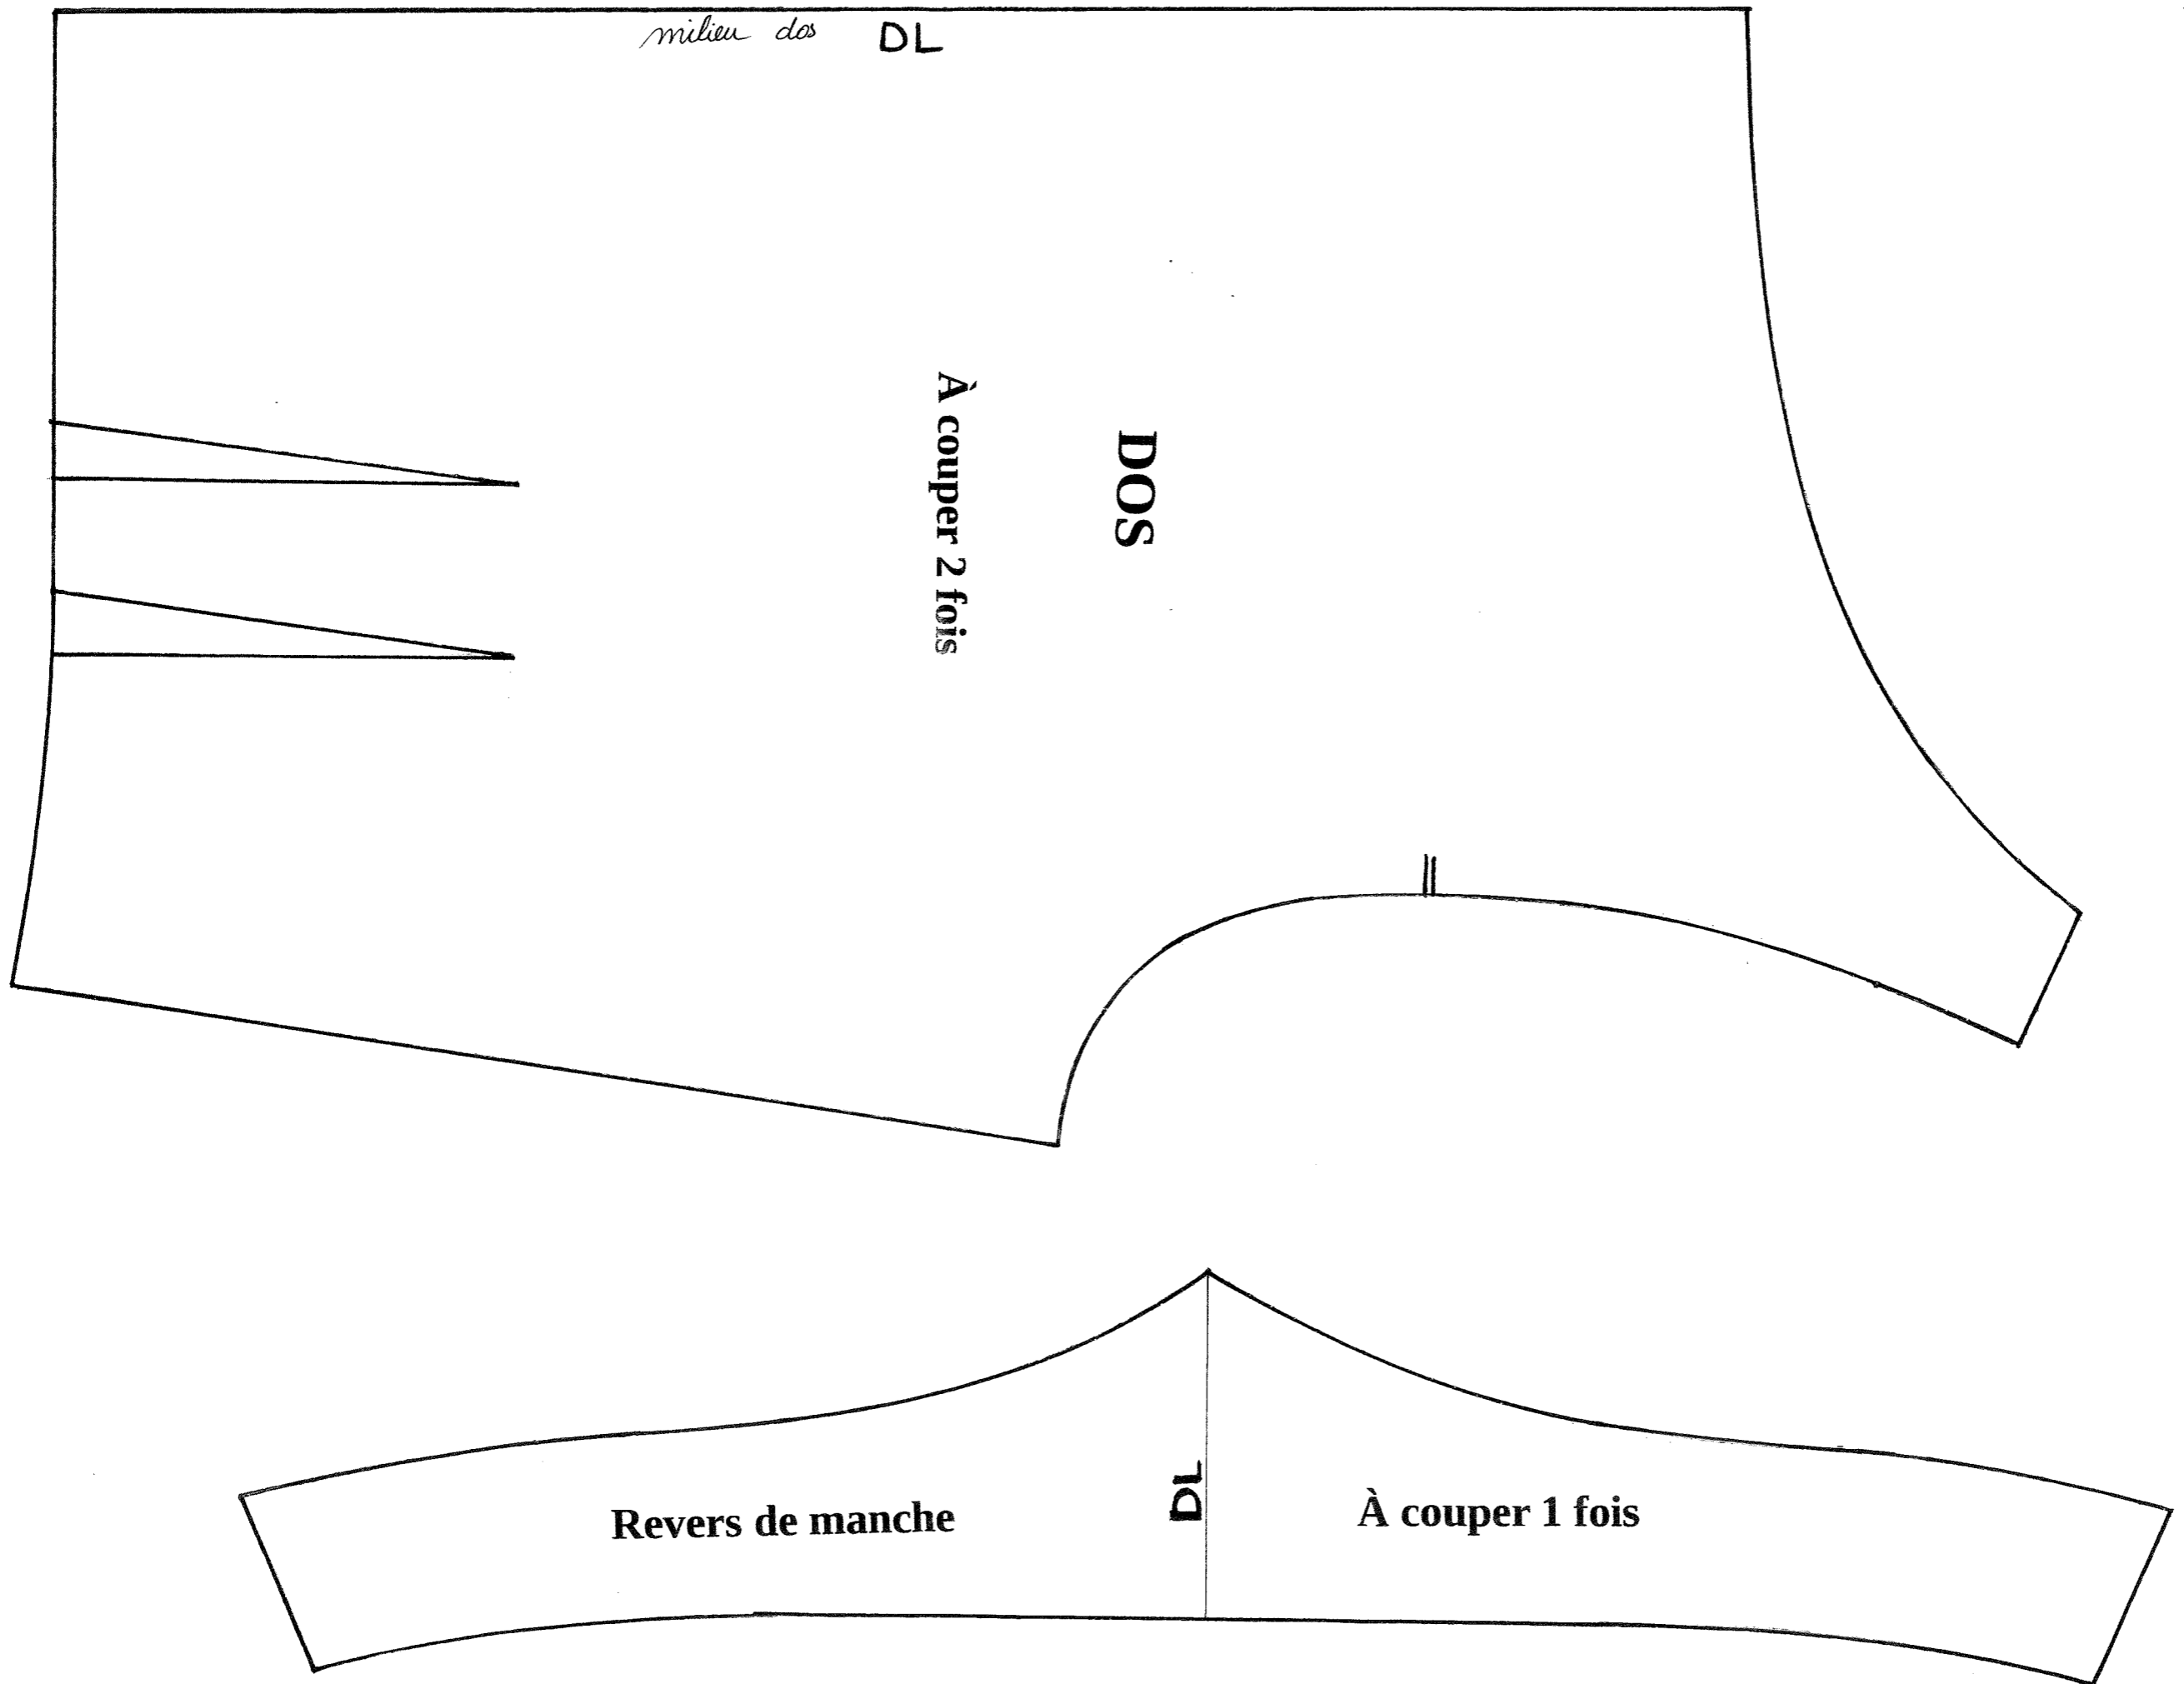 milieu dos DL
DOS
À couper 2 fois
DL
Revers de manche
À couper 1 fois